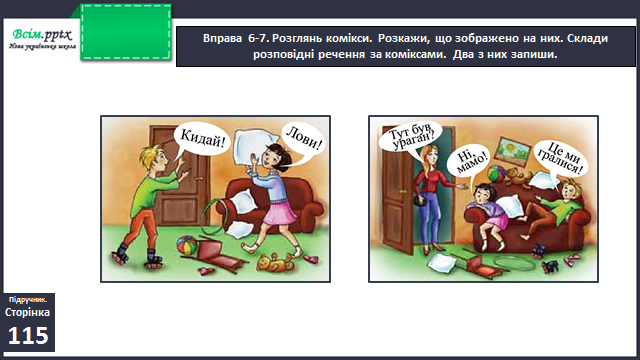 Всім.pptx
Нова українська школа
Вправа 6-7. Розглянь комікси. Розкажи, що зображено на них. Склади
розповідні речення за коміксами. Два з них запиши.
Кидай!
Лови!
Тут був
ураган?
Ні,
мамо!
Це ми
гралися!
Підручник.
Сторінка
115